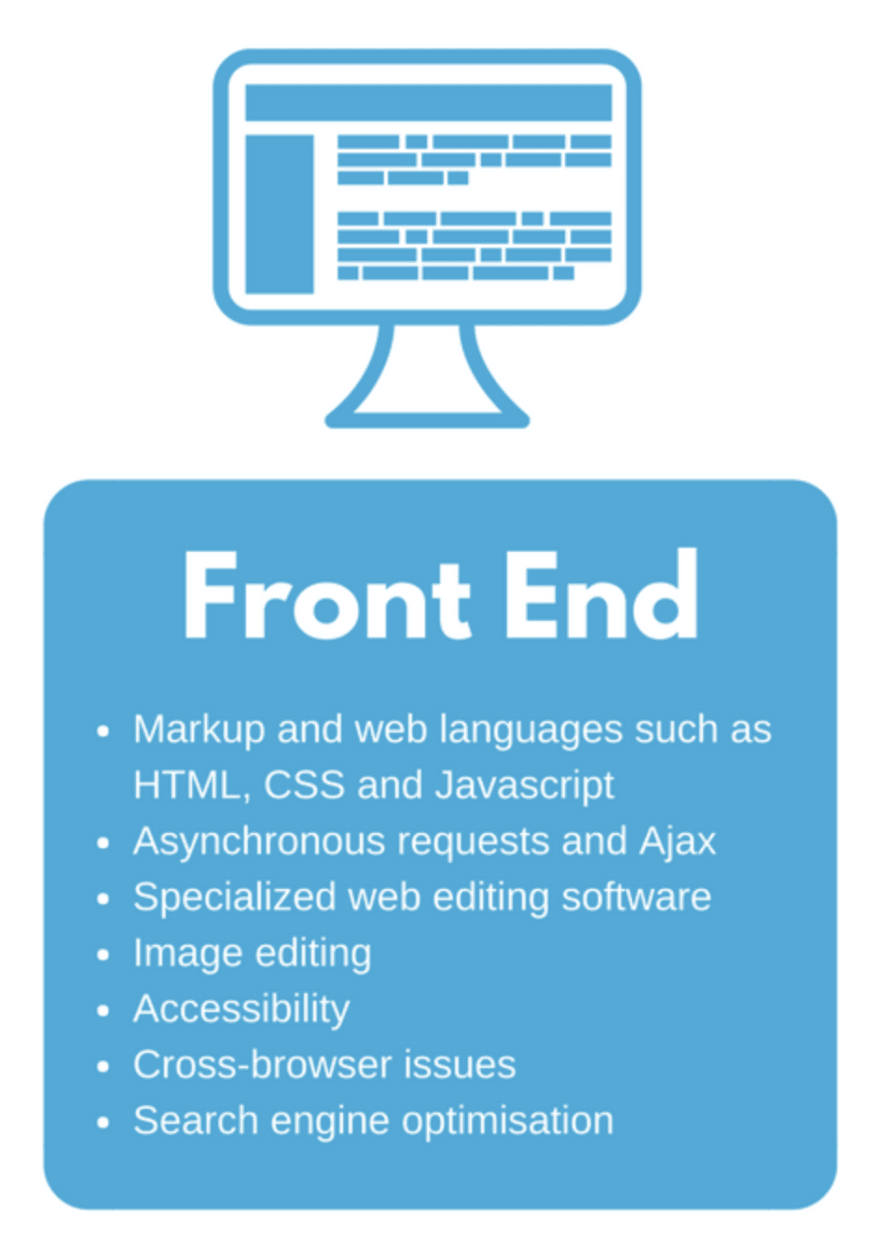 Front End
• Markup and web languages such as
HTML, CSS and Javascript
• Asynchronous requests and Ajax
• Specialized web editing software
• Image editing
• Accessibility
• Cross-browser issues
• Search engine optimisation